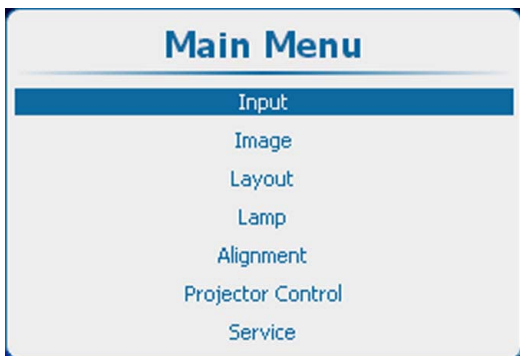 Main Menu
Input
Image
Layout
Lamp
Alignment
Projector Control
Service